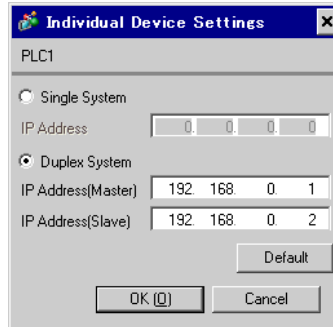 Individual Device Settings
PLC1
Single System
IP Address 0. 0. 0. 0
Duplex System
IP Address(Master) 192. 168. 0. 1
IP Address(Slave) 192. 168. 0. 2
Default
OK (O) Cancel